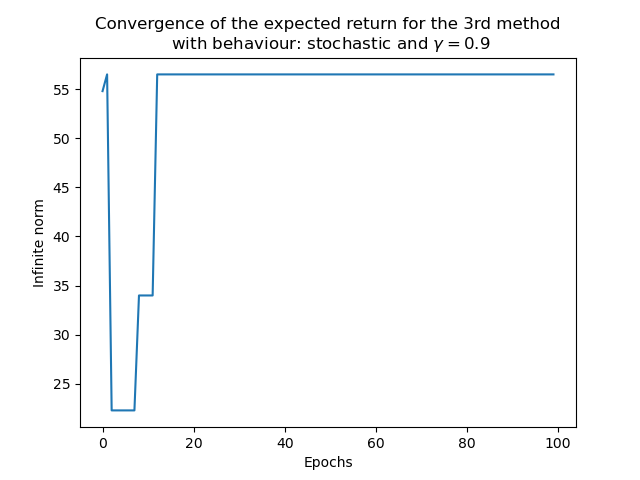 Convergence of the expected return for the 3rd method
with behaviour: stochastic and γ = 0.9
55
50
45
40
35
30
25
Infinite norm
0 20 40 60 80 100
Epochs